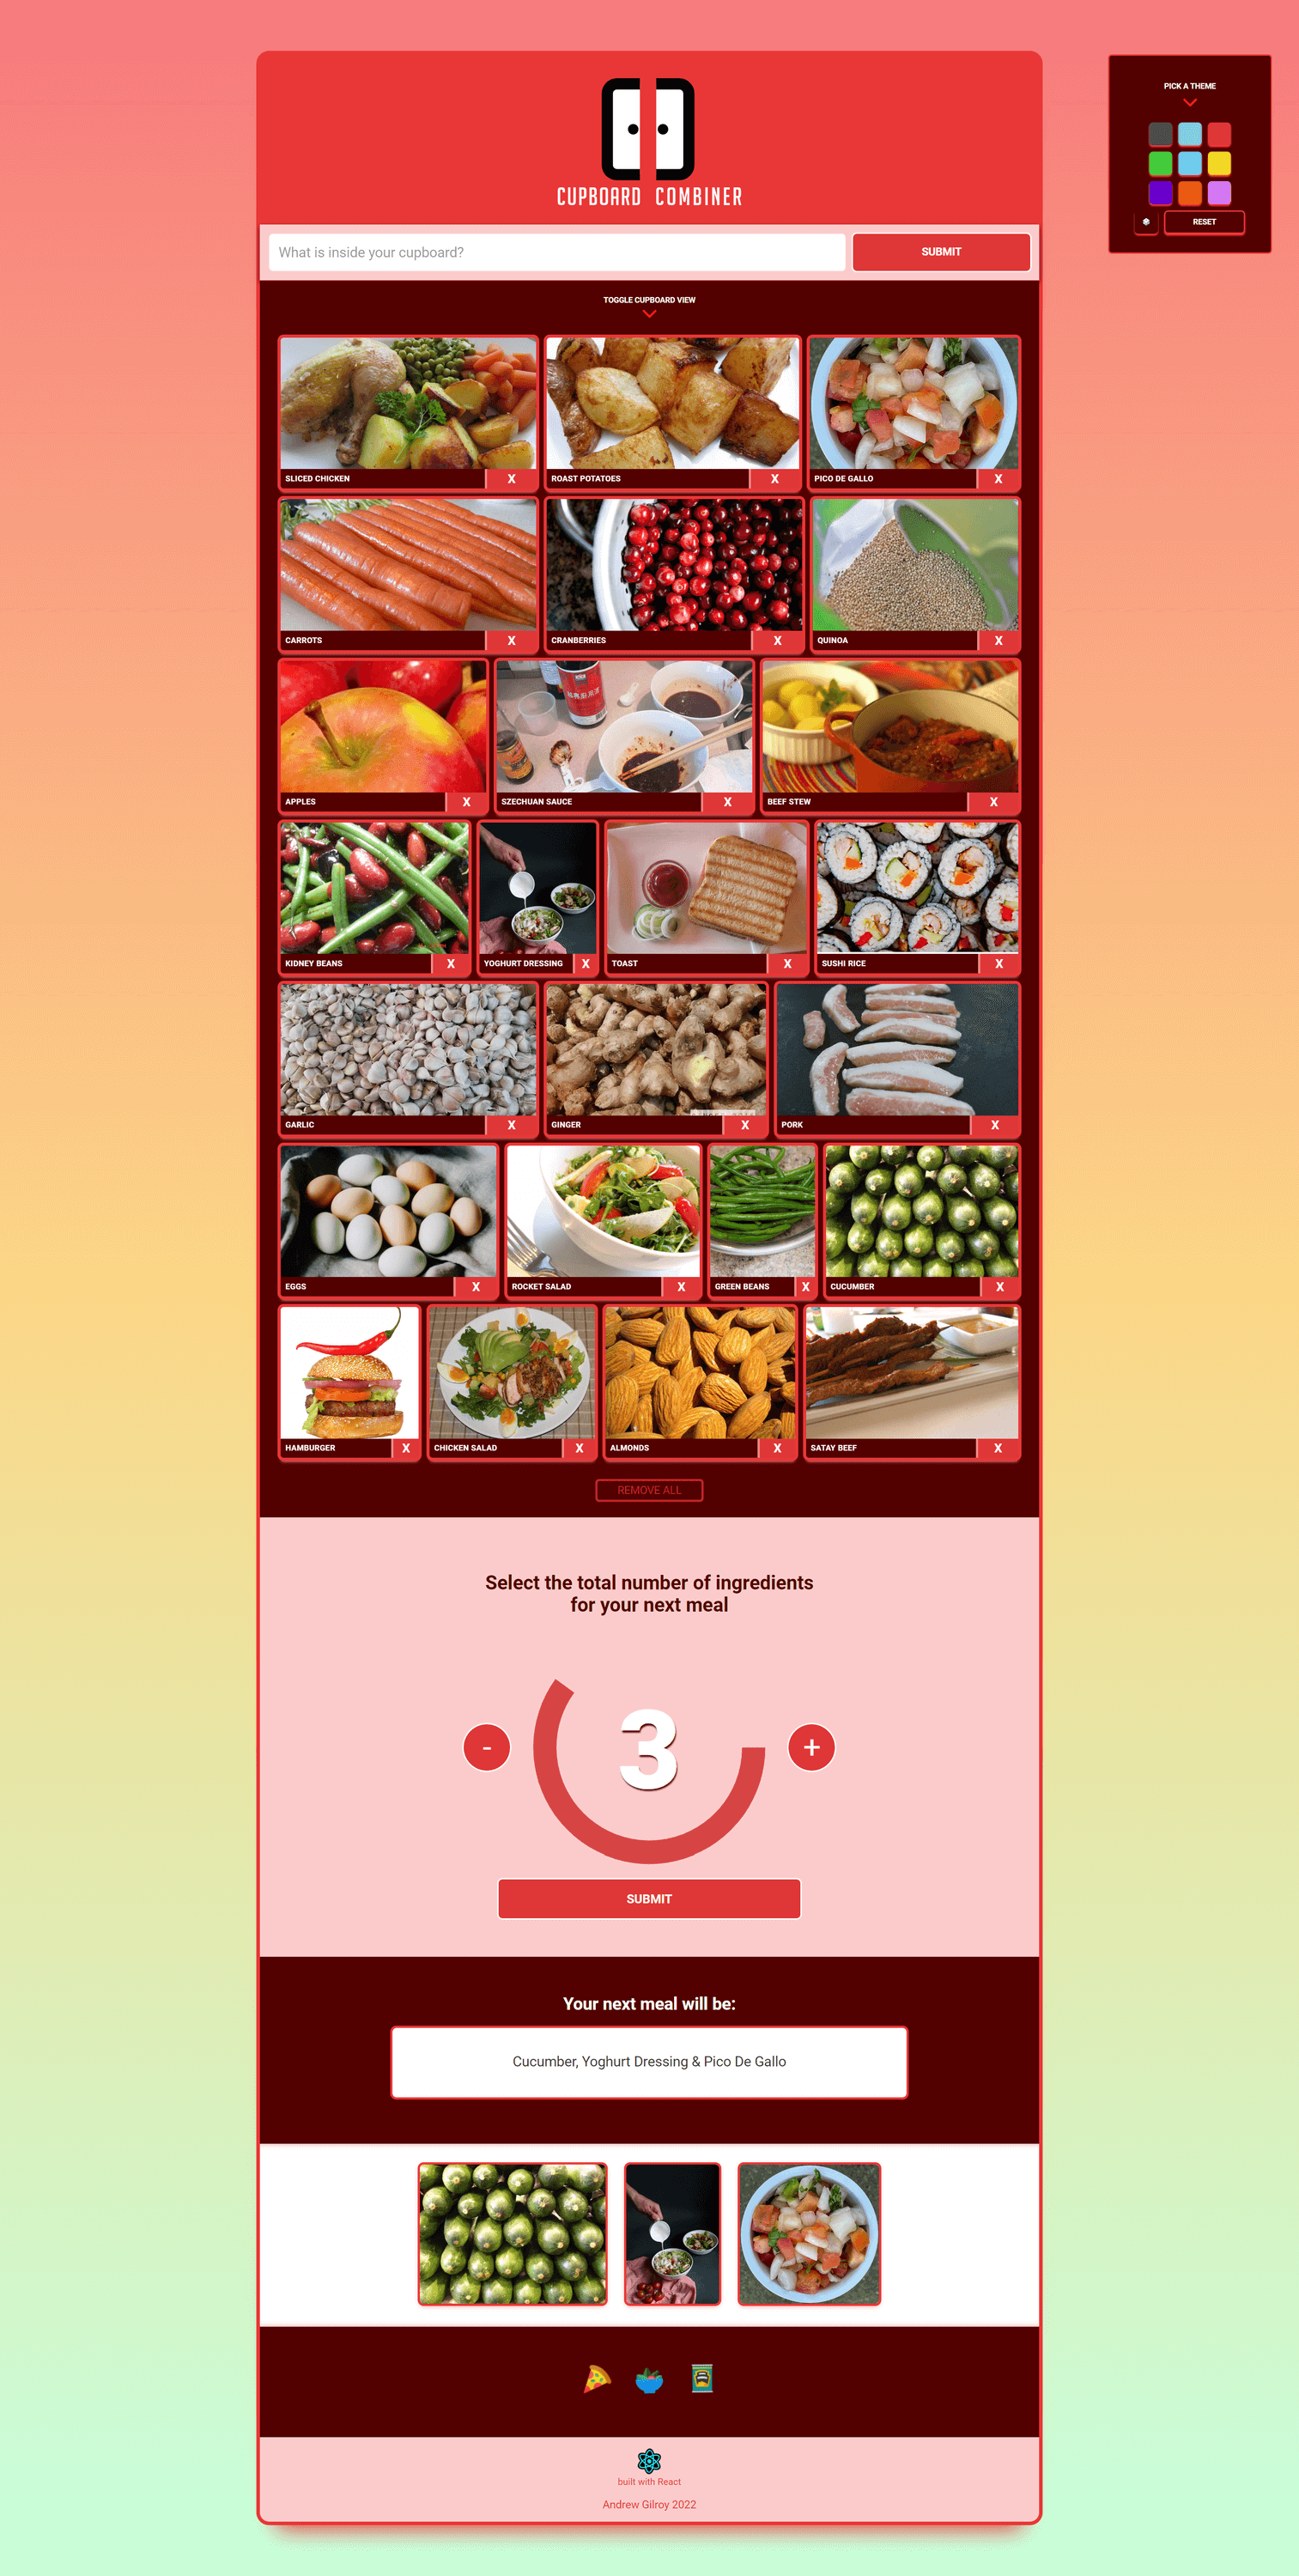 CUPBOARD COMBINER
PICK A THEME
RESET
What is inside your cupboard?
SUBMIT
TOGGLE CUPBOARD VIEW
SLICED CHICKEN X
ROAST POTATOES X
PICO DE GALLO X
CARROTS X
CRANBERRIES X
QUINOA X
APPLES X
SZECHUAN SAUCE X
BEEF STEW X
KIDNEY BEANS X
YOGHURT DRESSING X
TOAST X
SUSHI RICE X
GARLIC X
GINGER X
PORK X
EGGS X
ROCKET SALAD X
GREEN BEANS X
CUCUMBER X
HAMBURGER X
CHICKEN SALAD X
ALMONDS X
SATAY BEEF X
REMOVE ALL
Select the total number of ingredients
for your next meal
- 3 +
SUBMIT
Your next meal will be:
Cucumber, Yoghurt Dressing & Pico De Gallo
built with React
Andrew Gilroy 2022